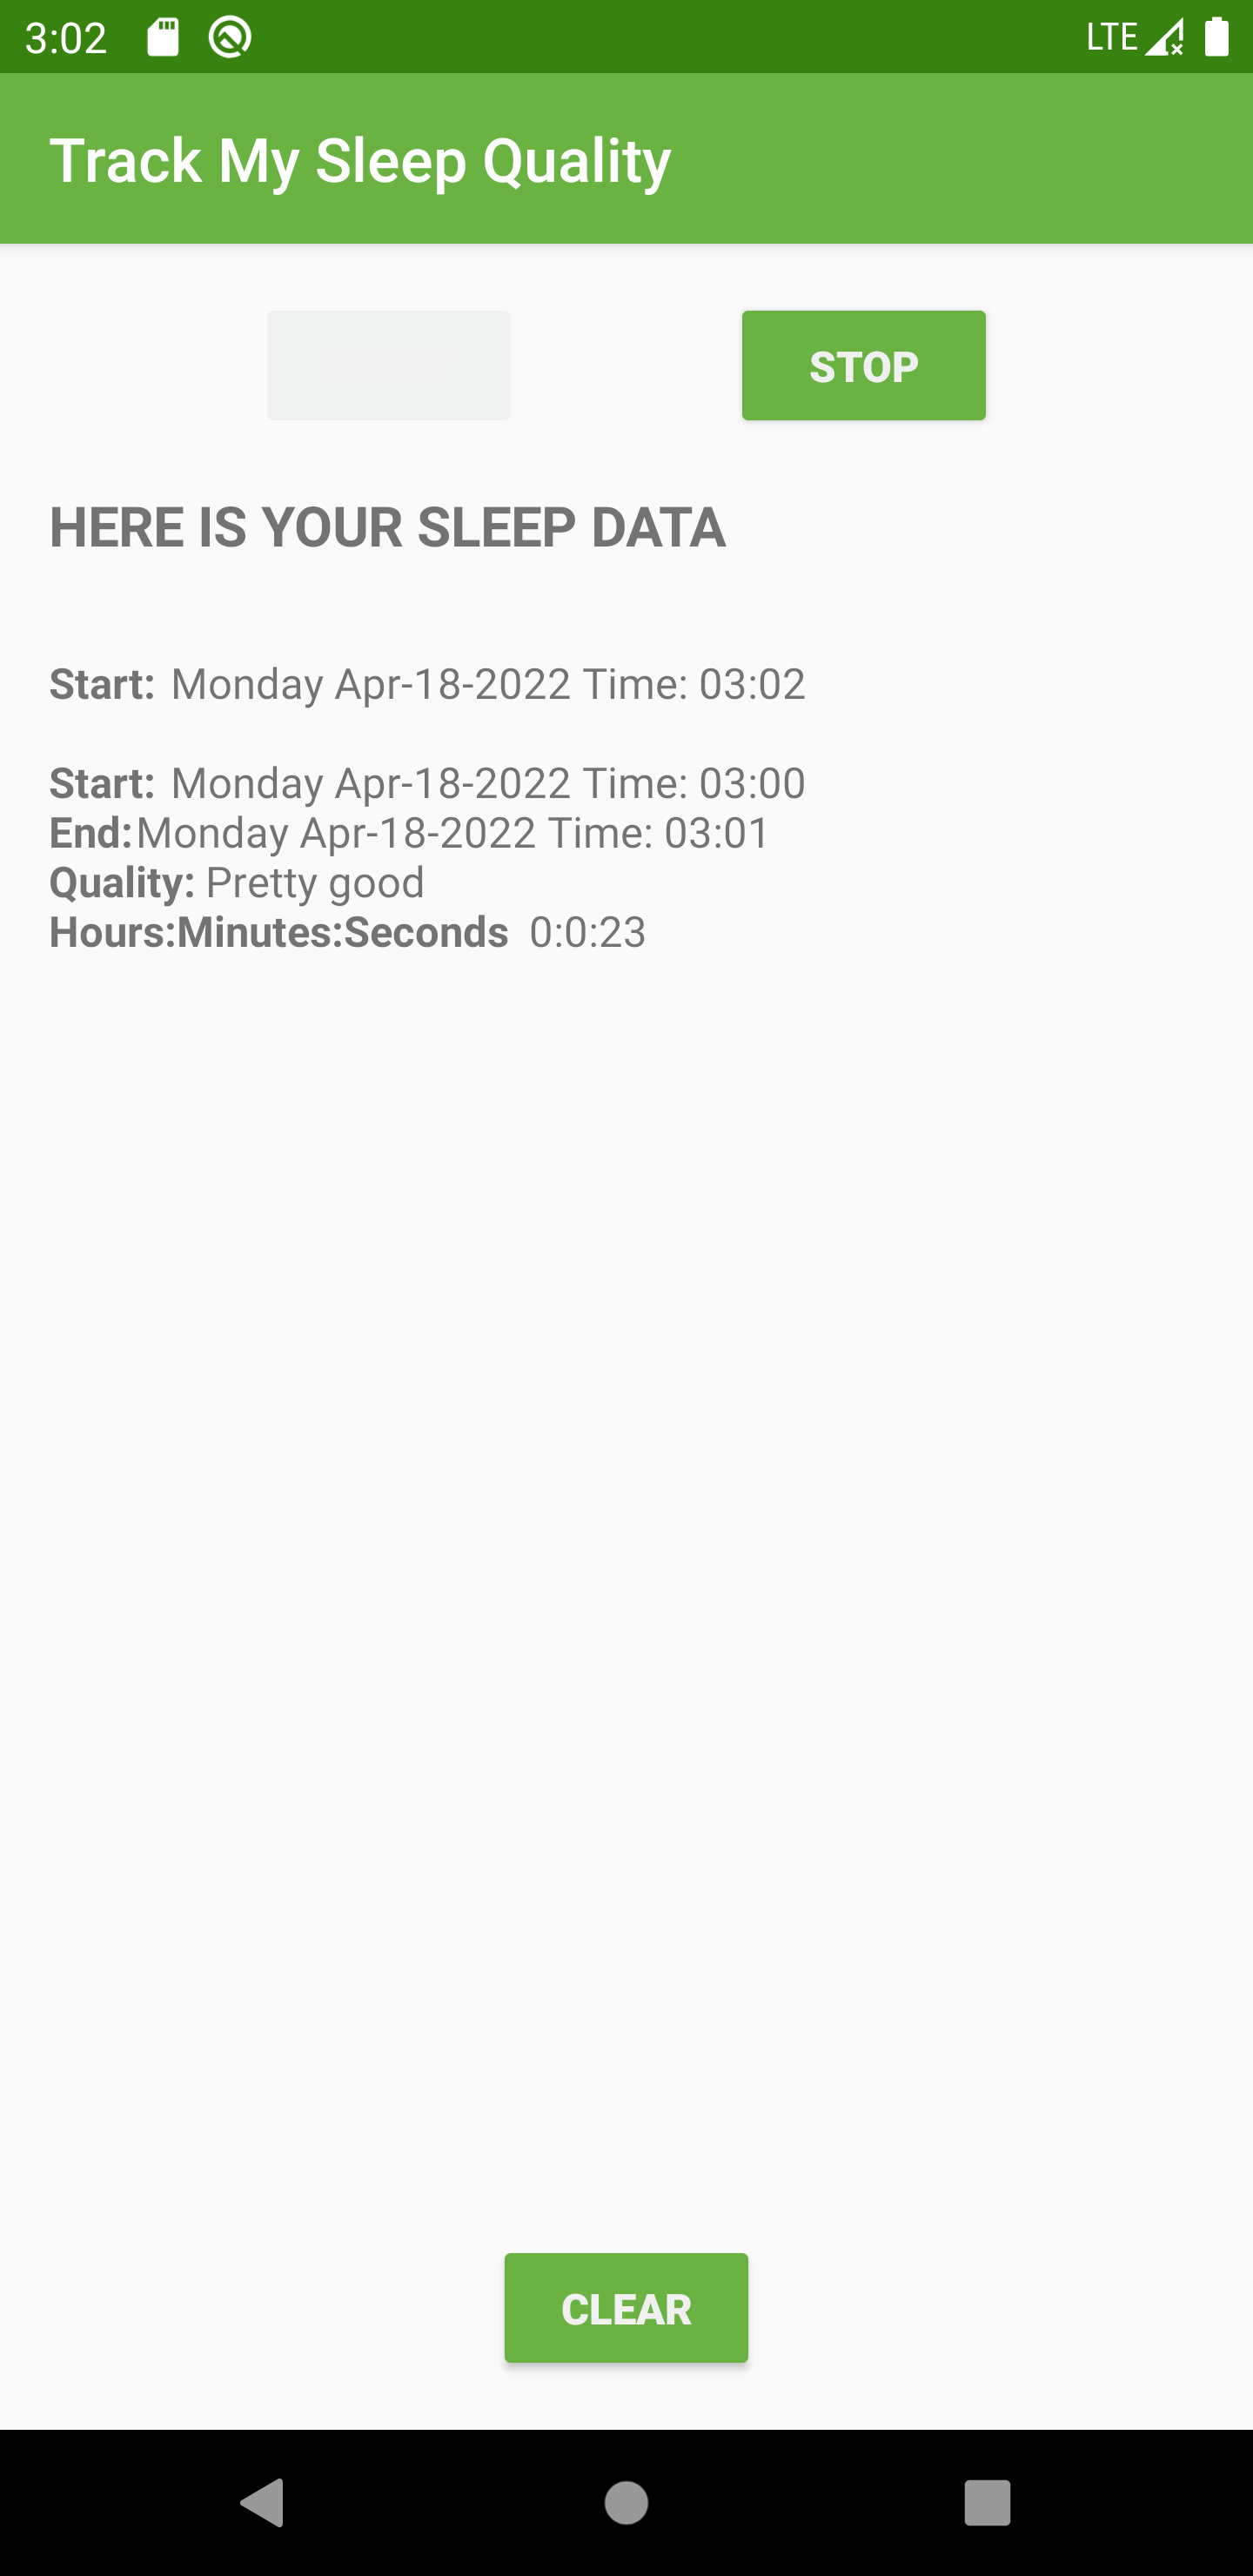 3:02 LTE
Track My Sleep Quality
STOP
HERE IS YOUR SLEEP DATA
Start: Monday Apr-18-2022 Time: 03:02
Start: Monday Apr-18-2022 Time: 03:00
End:Monday Apr-18-2022 Time: 03:01
Quality: Pretty good
Hours:Minutes:Seconds 0:0:23
CLEAR